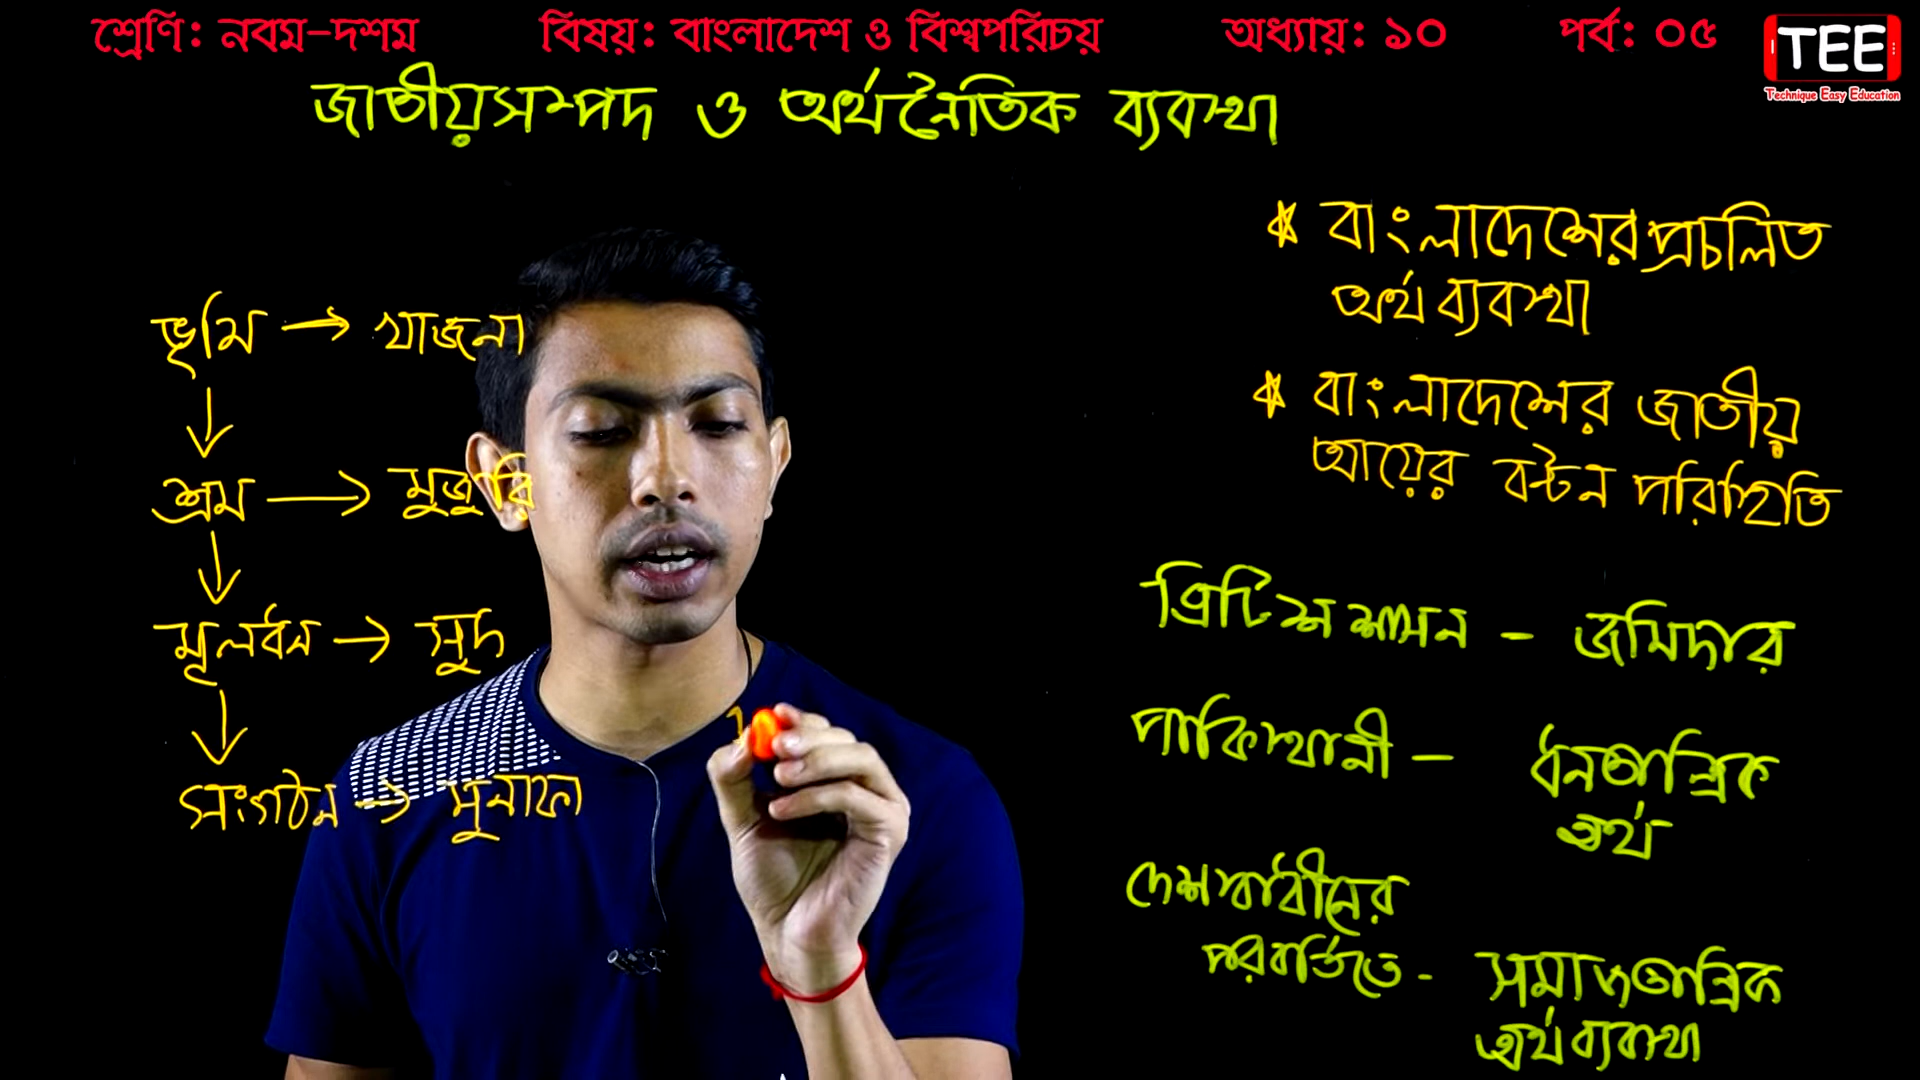 শ্রেণি: নবম-দশম বিষয়: বাংলাদেশ ও বিশ্বপরিচয় অধ্যায়: ১০ পর্ব: ০৫
TEE
Technique Easy Education
জাতীয়সম্পদ ও অর্থনৈতিক ব্যবস্থা
* বাংলাদেশের প্রচলিত
অর্থব্যবস্থা
* বাংলাদেশের জাতীয়
আয়ের বণ্টন পরিস্থিতি
ভূমি → খাজনা
↓
শ্রম → মুজুরি
↓
মূলধন → সুদ
↓
সংগঠন → মুনাফা
ব্রিটিশ শাসন - জমিদার
পাকিস্থানী - ধনতান্ত্রিক
অর্থ
দেশ স্বাধীনের
পরবর্তিতে - সমাজতান্ত্রিক
অর্থব্যবস্থা